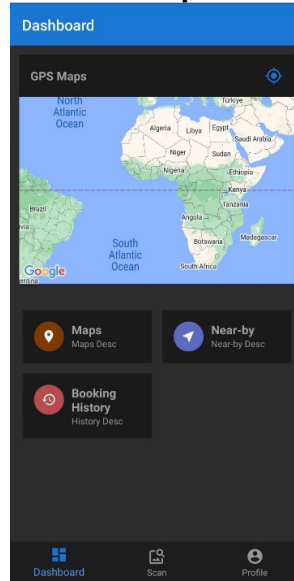 Dashboard
GPS Maps
North
Atlantic
Ocean
Türkiye
Algeria
Libya
Egypt
Saudi Arabia
Niger
Sudan
Nigeria
Ethiopia
Kenya
Tanzania
Brazil
Angola
Botswana
Madagascar
South
Atlantic
Ocean
South Africa
Google
Maps
Maps Desc
Near-by
Near-by Desc
Booking
History
History Desc
Dashboard
Scan
Profile